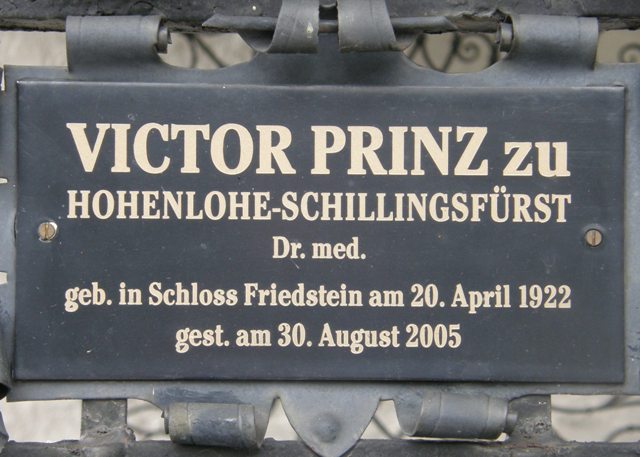 VICTOR PRINZ zu
HOHENLOHE-SCHILLINGSFÜRST
Dr. med.
geb. in Schloss Friedstein am 20. April 1922
gest. am 30. August 2005